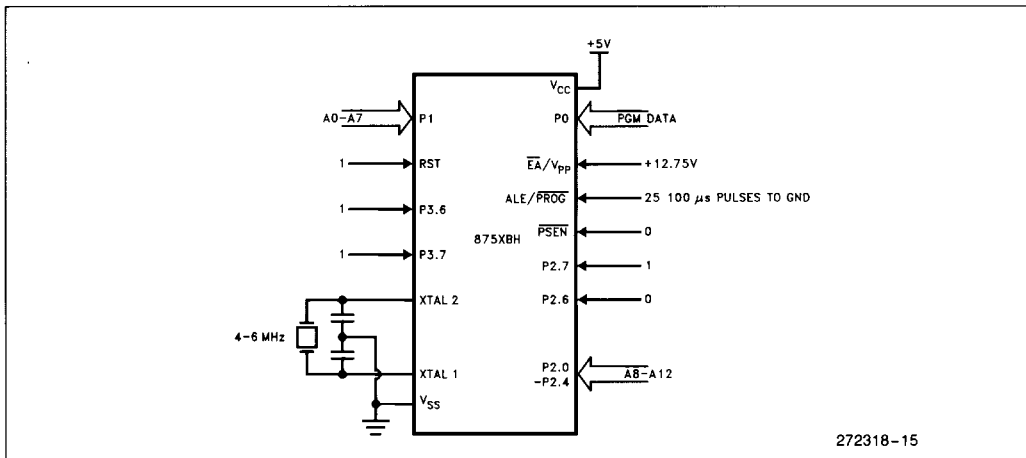 +5V
VCC
A0-A7
P1
P0
PGM DATA
1
RST
EA/VPP
+12.75V
ALE/PROG
25 100 μs PULSES TO GND
1
P3.6
PSEN
0
875XBH
1
P3.7
P2.7
1
XTAL 2
P2.6
0
4-6 MHz
XTAL 1
P2.0
-P2.4
A8-A12
VSS
272318-15